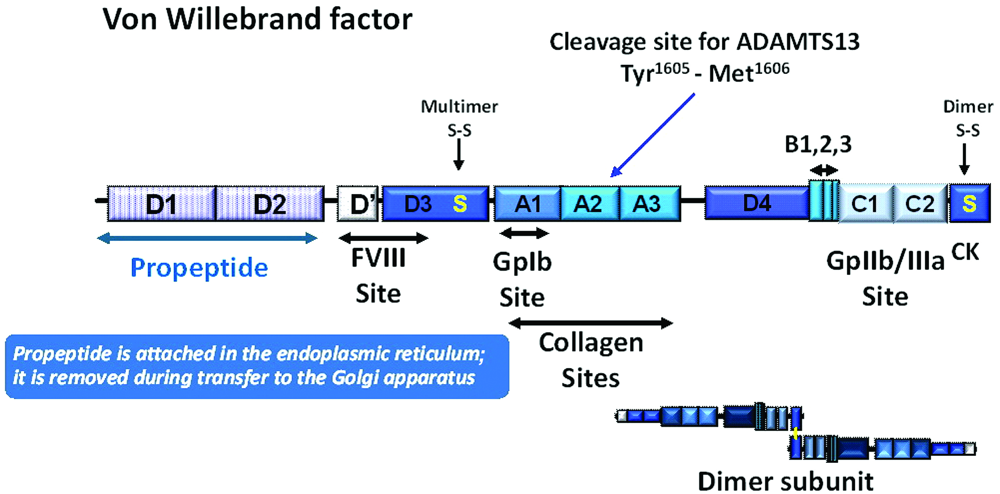 Von Willebrand factor
Cleavage site for ADAMTS13
Tyr¹⁶⁰⁵ - Met¹⁶⁰⁶
Multimer
S-S
Dimer
S-S
B1,2,3
D1
D2
D'
D3
S
A1
A2
A3
D4
C1
C2
S
Propeptide
FVIII
Site
GpIb
Site
GpIIb/IIIa
Site
CK
Collagen
Sites
Propeptide is attached in the endoplasmic reticulum;
it is removed during transfer to the Golgi apparatus
Dimer subunit